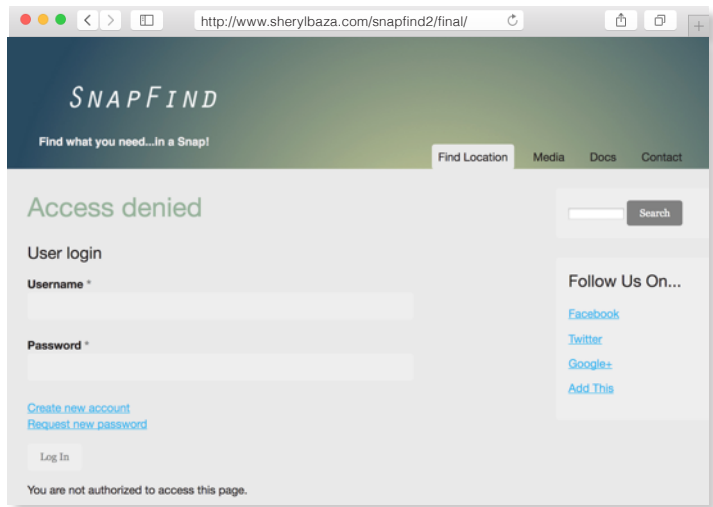 http://www.sherylbaza.com/snapfind2/final/
SNAPFIND
Find what you need...in a Snap!
Find Location Media Docs Contact
Access denied
Search
User login
Username *
Password *
Create new account
Request new password
Log In
You are not authorized to access this page.
Follow Us On...
Facebook
Twitter
Google+
Add This